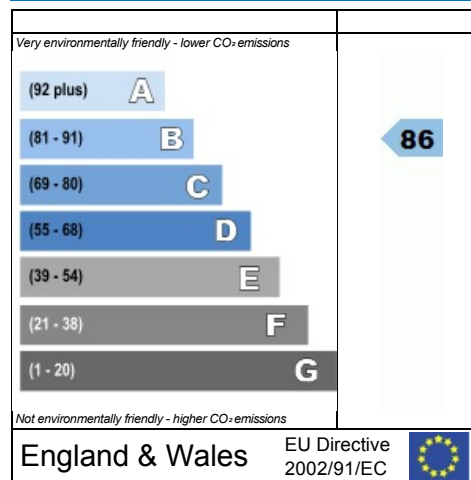 Very environmentally friendly - lower CO₂ emissions
(92 plus) A
(81 - 91) B
86
(69 - 80) C
(55 - 68) D
(39 - 54) E
(21 - 38) F
(1 - 20) G
Not environmentally friendly - higher CO₂ emissions
England & Wales
EU Directive
2002/91/EC